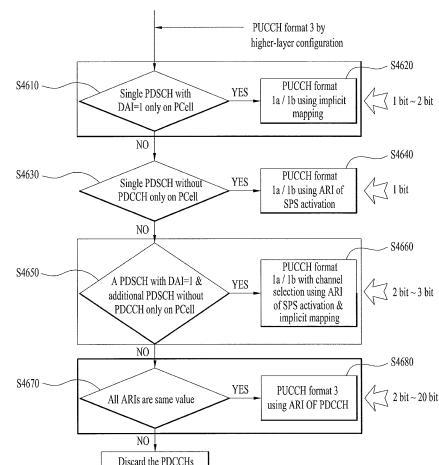 PUCCH format 3 by
higher-layer configuration
S4610
Single PDSCH with
DAI=1 only on PCell
YES
S4620
PUCCH format
1a / 1b using implicit
mapping
1 bit ~ 2 bit
NO
S4630
Single PDSCH without
PDCCH only on PCell
YES
S4640
PUCCH format
1a / 1b using ARI of
SPS activation
1 bit
NO
S4650
A PDSCH with DAI=1 &
additional PDSCH without
PDCCH only on PCell
YES
S4660
PUCCH format
1a / 1b with channel
selection using ARI
of SPS activation &
implicit mapping
2 bit ~ 3 bit
NO
S4670
All ARIs are same value
YES
S4680
PUCCH format 3
using ARI OF PDCCH
2 bit ~ 20 bit
NO
Discard the PDCCHs